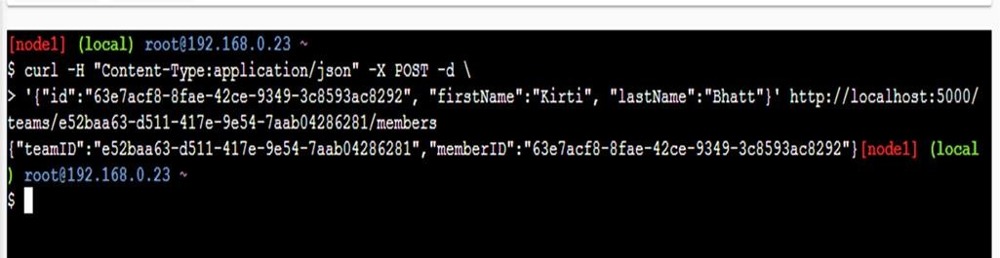 [node1] (local) root@192.168.0.23 ~
$ curl -H "Content-Type:application/json" -X POST -d \
> '{"id":"63e7acf8-8fae-42ce-9349-3c8593ac8292", "firstName":"Kirti", "lastName":"Bhatt"}' http://localhost:5000/
teams/e52baa63-d511-417e-9e54-7aab04286281/members
{"teamID":"e52baa63-d511-417e-9e54-7aab04286281","memberID":"63e7acf8-8fae-42ce-9349-3c8593ac8292"}[node1] (local
) root@192.168.0.23 ~
$